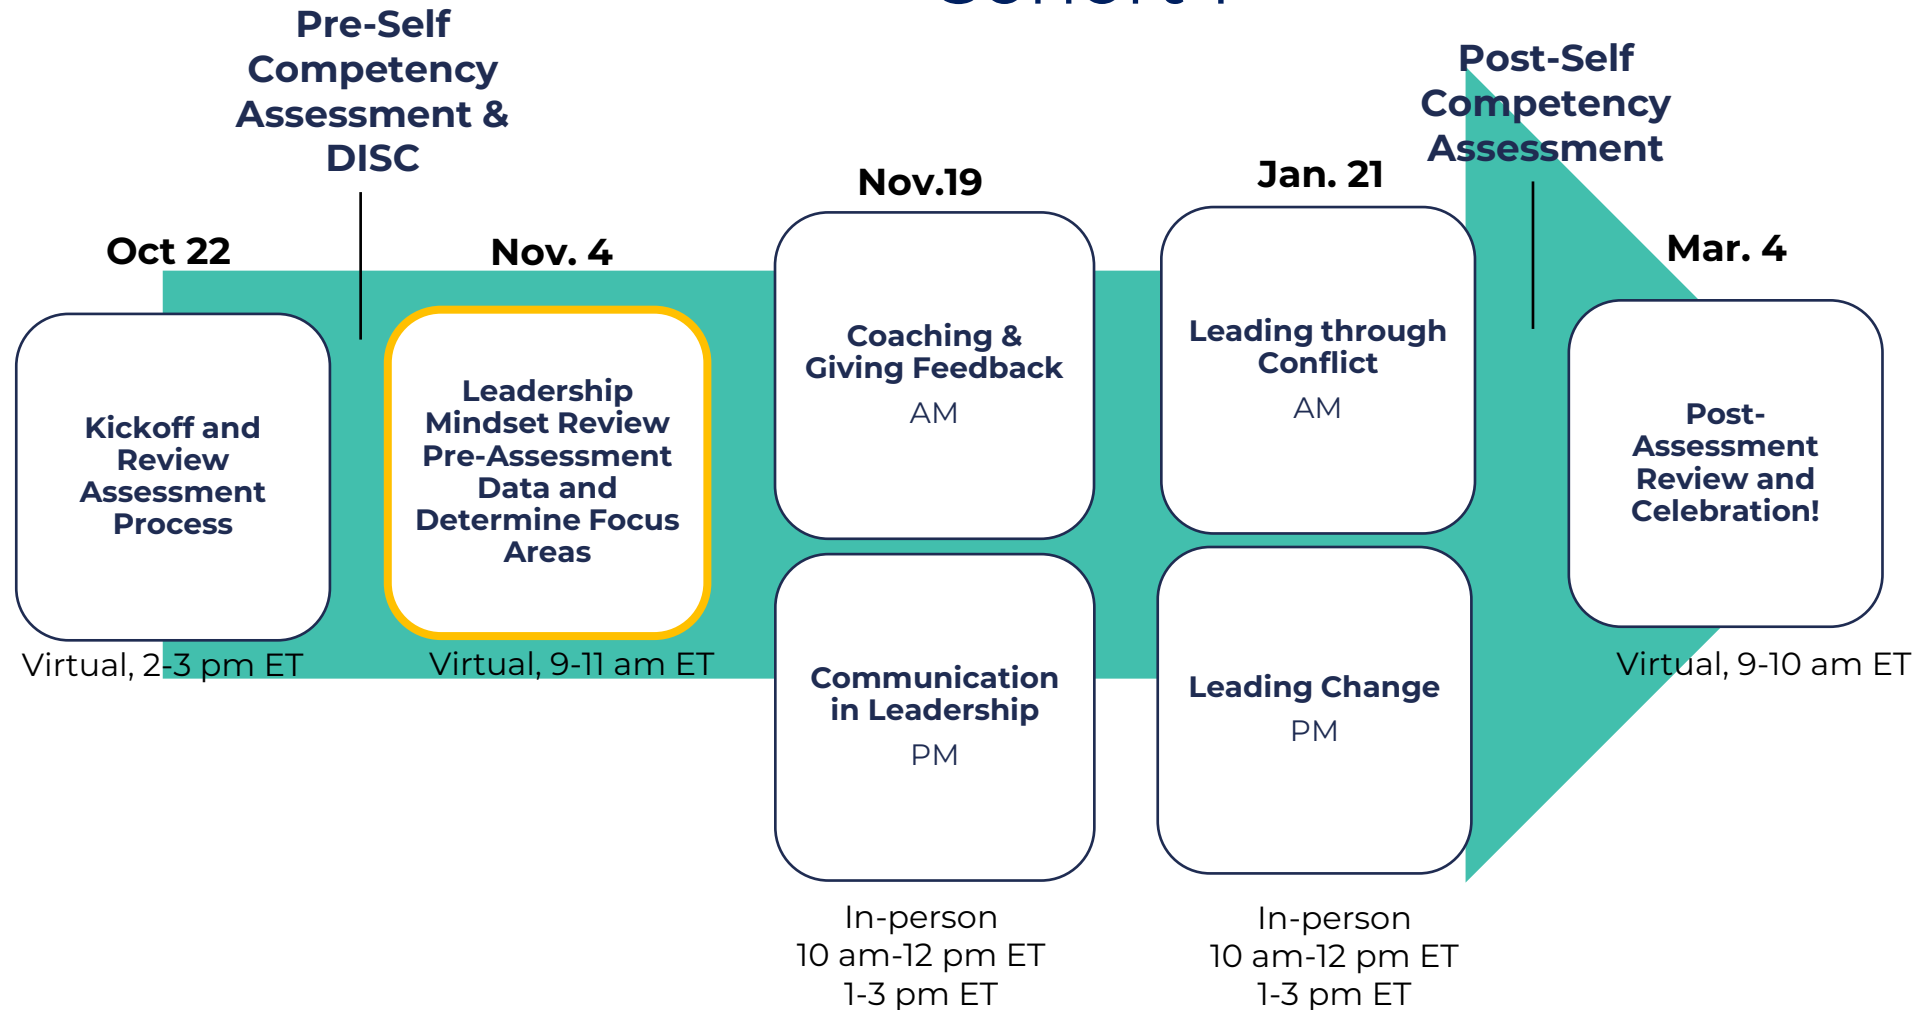 Cohort 1
Pre-Self
Competency
Assessment &
DISC
Post-Self
Competency
Assessment
Oct 22
Kickoff and
Review
Assessment
Process
Virtual, 2-3 pm ET
Nov. 4
Leadership
Mindset Review
Pre-Assessment
Data and
Determine Focus
Areas
Virtual, 9-11 am ET
Nov.19
Coaching &
Giving Feedback
AM
Communication
in Leadership
PM
In-person
10 am-12 pm ET
1-3 pm ET
Jan. 21
Leading through
Conflict
AM
Leading Change
PM
In-person
10 am-12 pm ET
1-3 pm ET
Mar. 4
Post-
Assessment
Review and
Celebration!
Virtual, 9-10 am ET